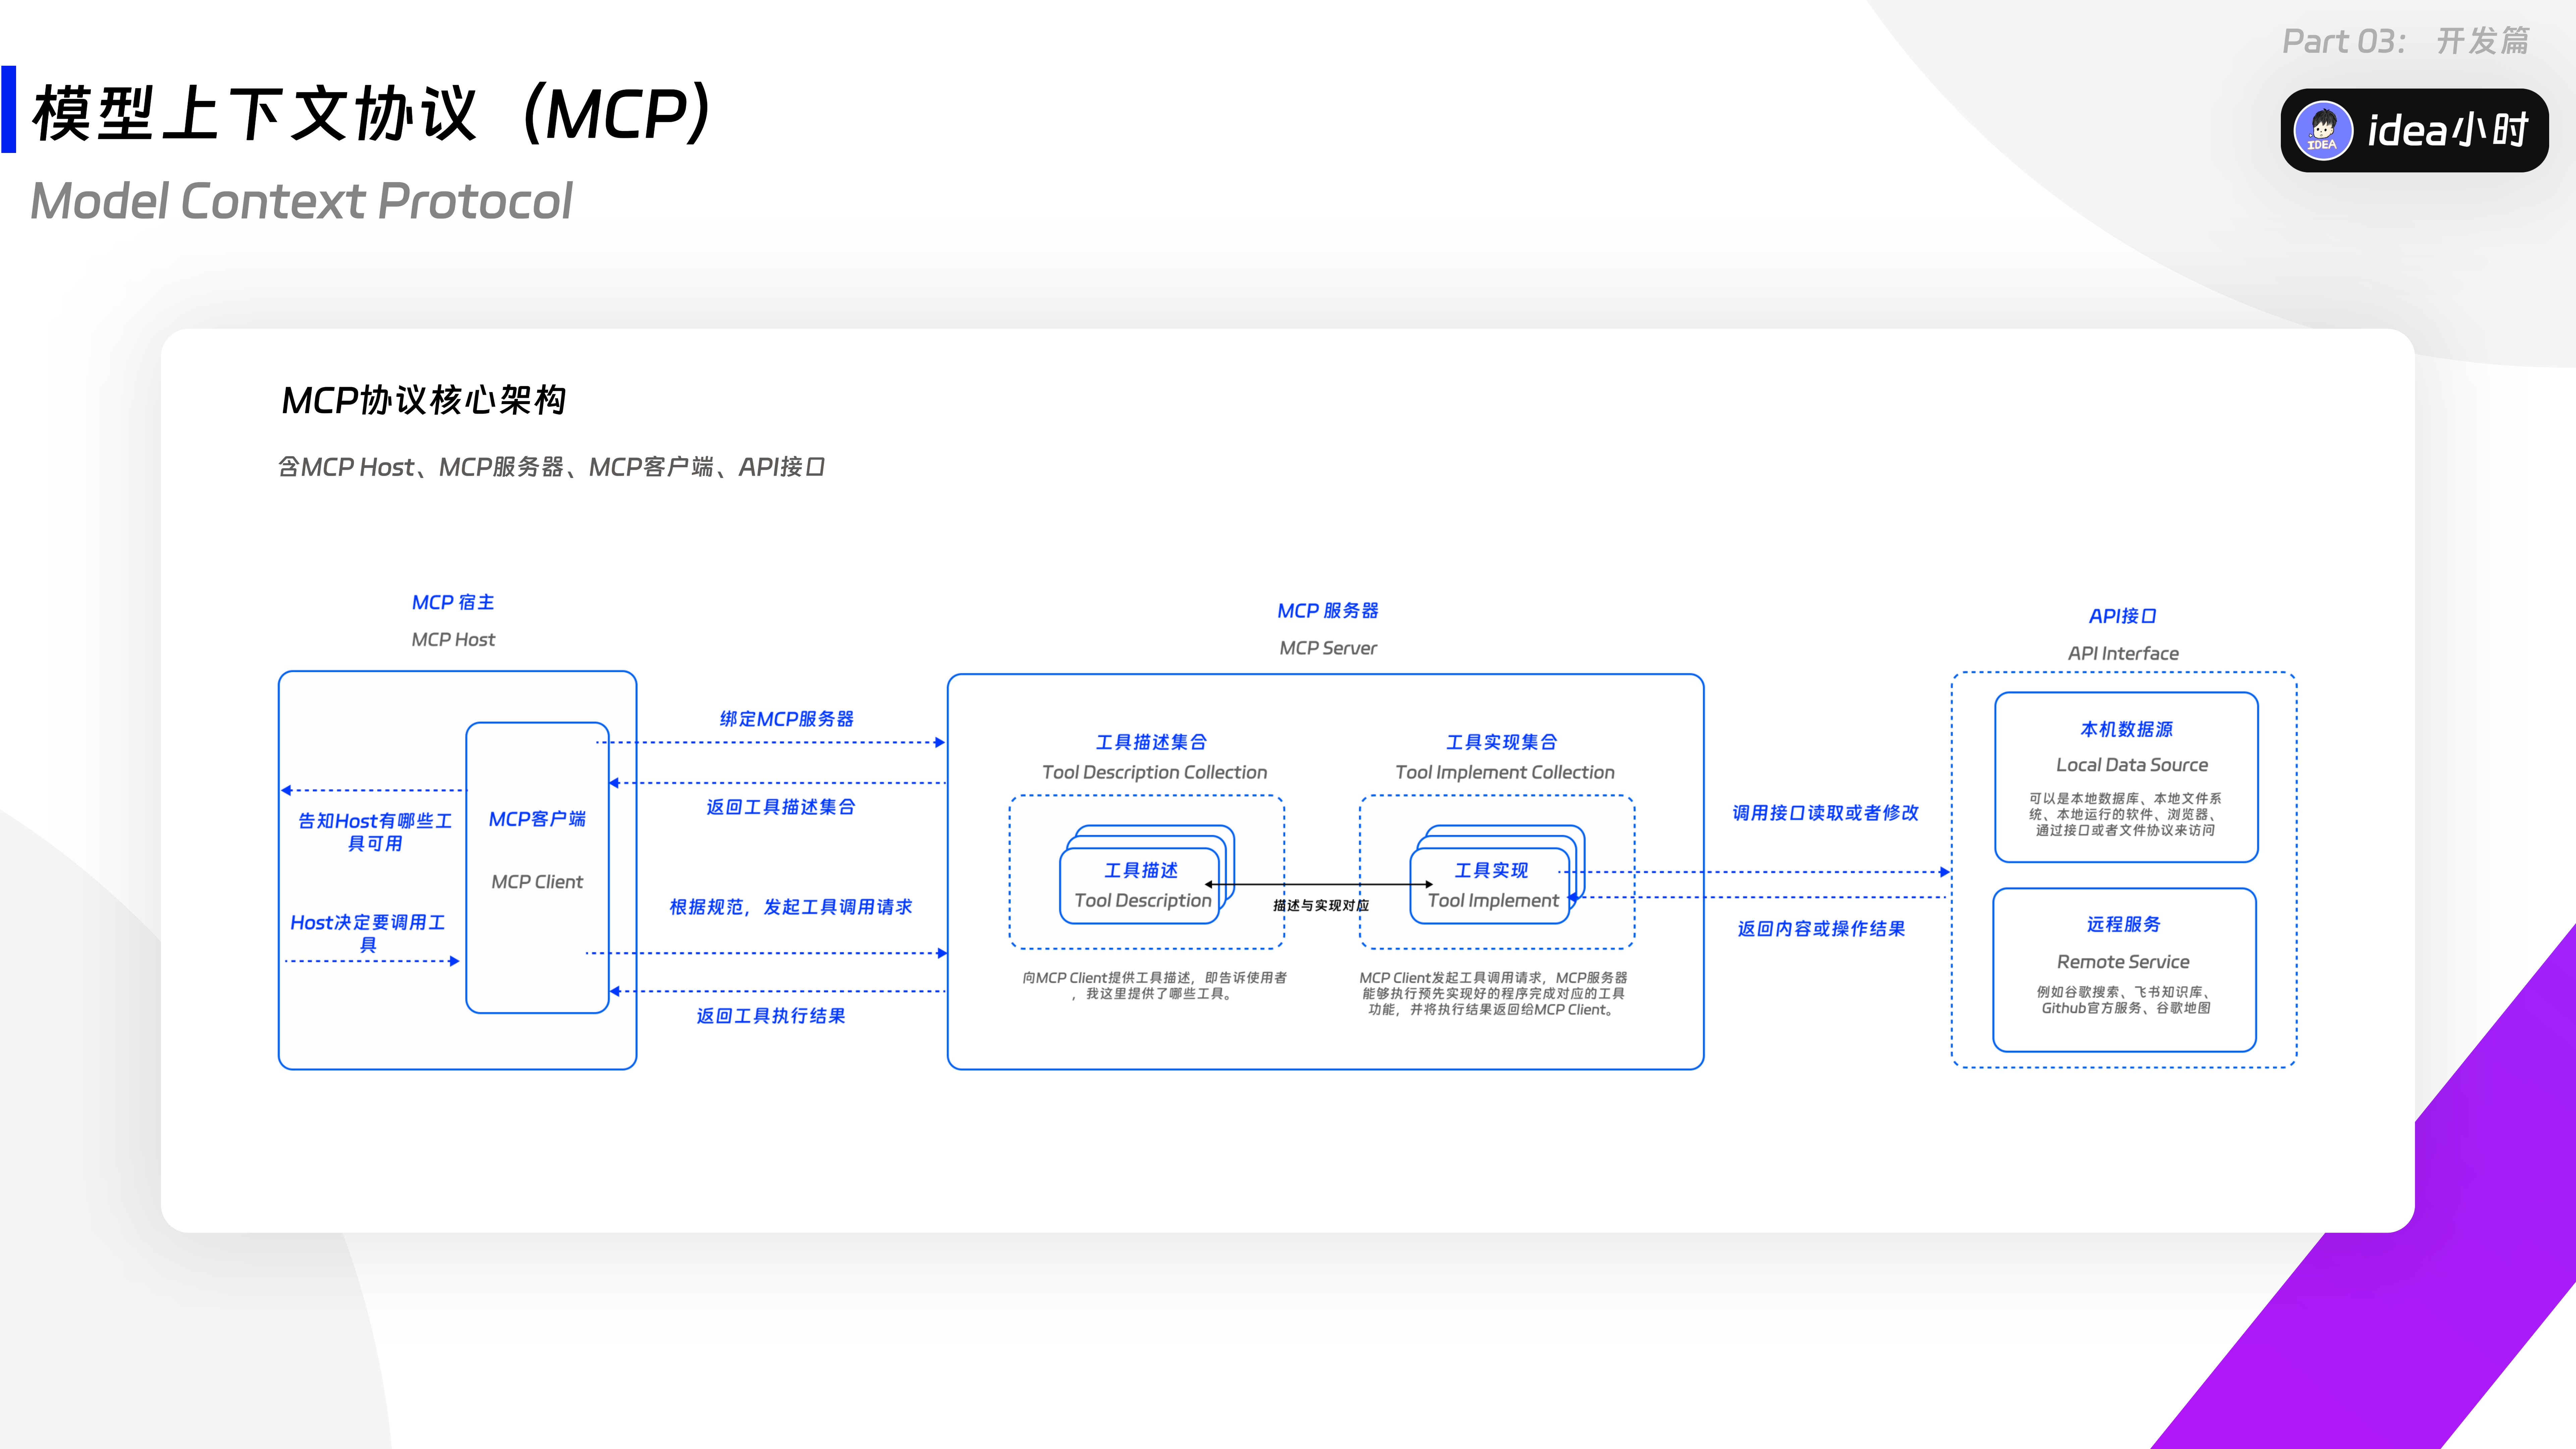 Part 03： 开发篇
模型上下文协议（MCP）
IDEA
idea小时
Model Context Protocol
MCP协议核心架构
含MCP Host、MCP服务器、MCP客户端、API接口
MCP 宿主
MCP Host
告知Host有哪些工
具可用
Host决定要调用工
具
MCP客户端
MCP Client
绑定MCP服务器
返回工具描述集合
根据规范，发起工具调用请求
返回工具执行结果
MCP 服务器
MCP Server
工具描述集合
Tool Description Collection
工具描述
Tool Description
向MCP Client提供工具描述，即告诉使用者
，我这里提供了哪些工具。
描述与实现对应
工具实现集合
Tool Implement Collection
工具实现
Tool Implement
MCP Client发起工具调用请求，MCP服务器
能够执行预先实现好的程序完成对应的工具
功能，并将执行结果返回给MCP Client。
调用接口读取或者修改
返回内容或操作结果
API接口
API Interface
本机数据源
Local Data Source
可以是本地数据库、本地文件系
统、本地运行的软件、浏览器、
通过接口或者文件协议来访问
远程服务
Remote Service
例如谷歌搜索、飞书知识库、
Github官方服务、谷歌地图